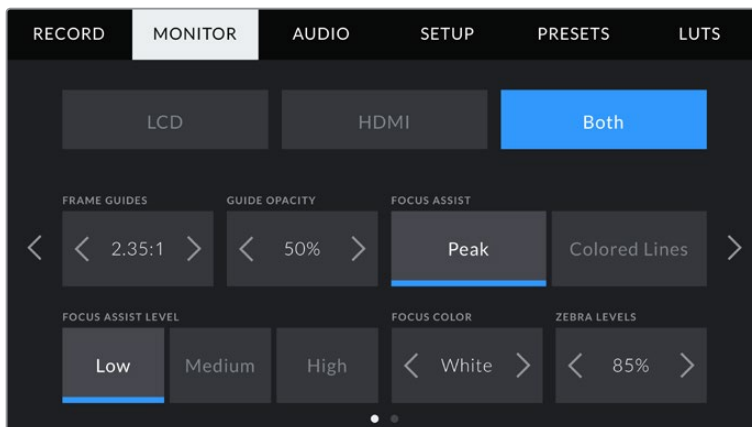 RECORD MONITOR AUDIO SETUP PRESETS LUTS
LCD HDMI Both
FRAME GUIDES GUIDE OPACITY FOCUS ASSIST
2.35:1 50% Peak Colored Lines
FOCUS ASSIST LEVEL FOCUS COLOR ZEBRA LEVELS
Low Medium High White 85%